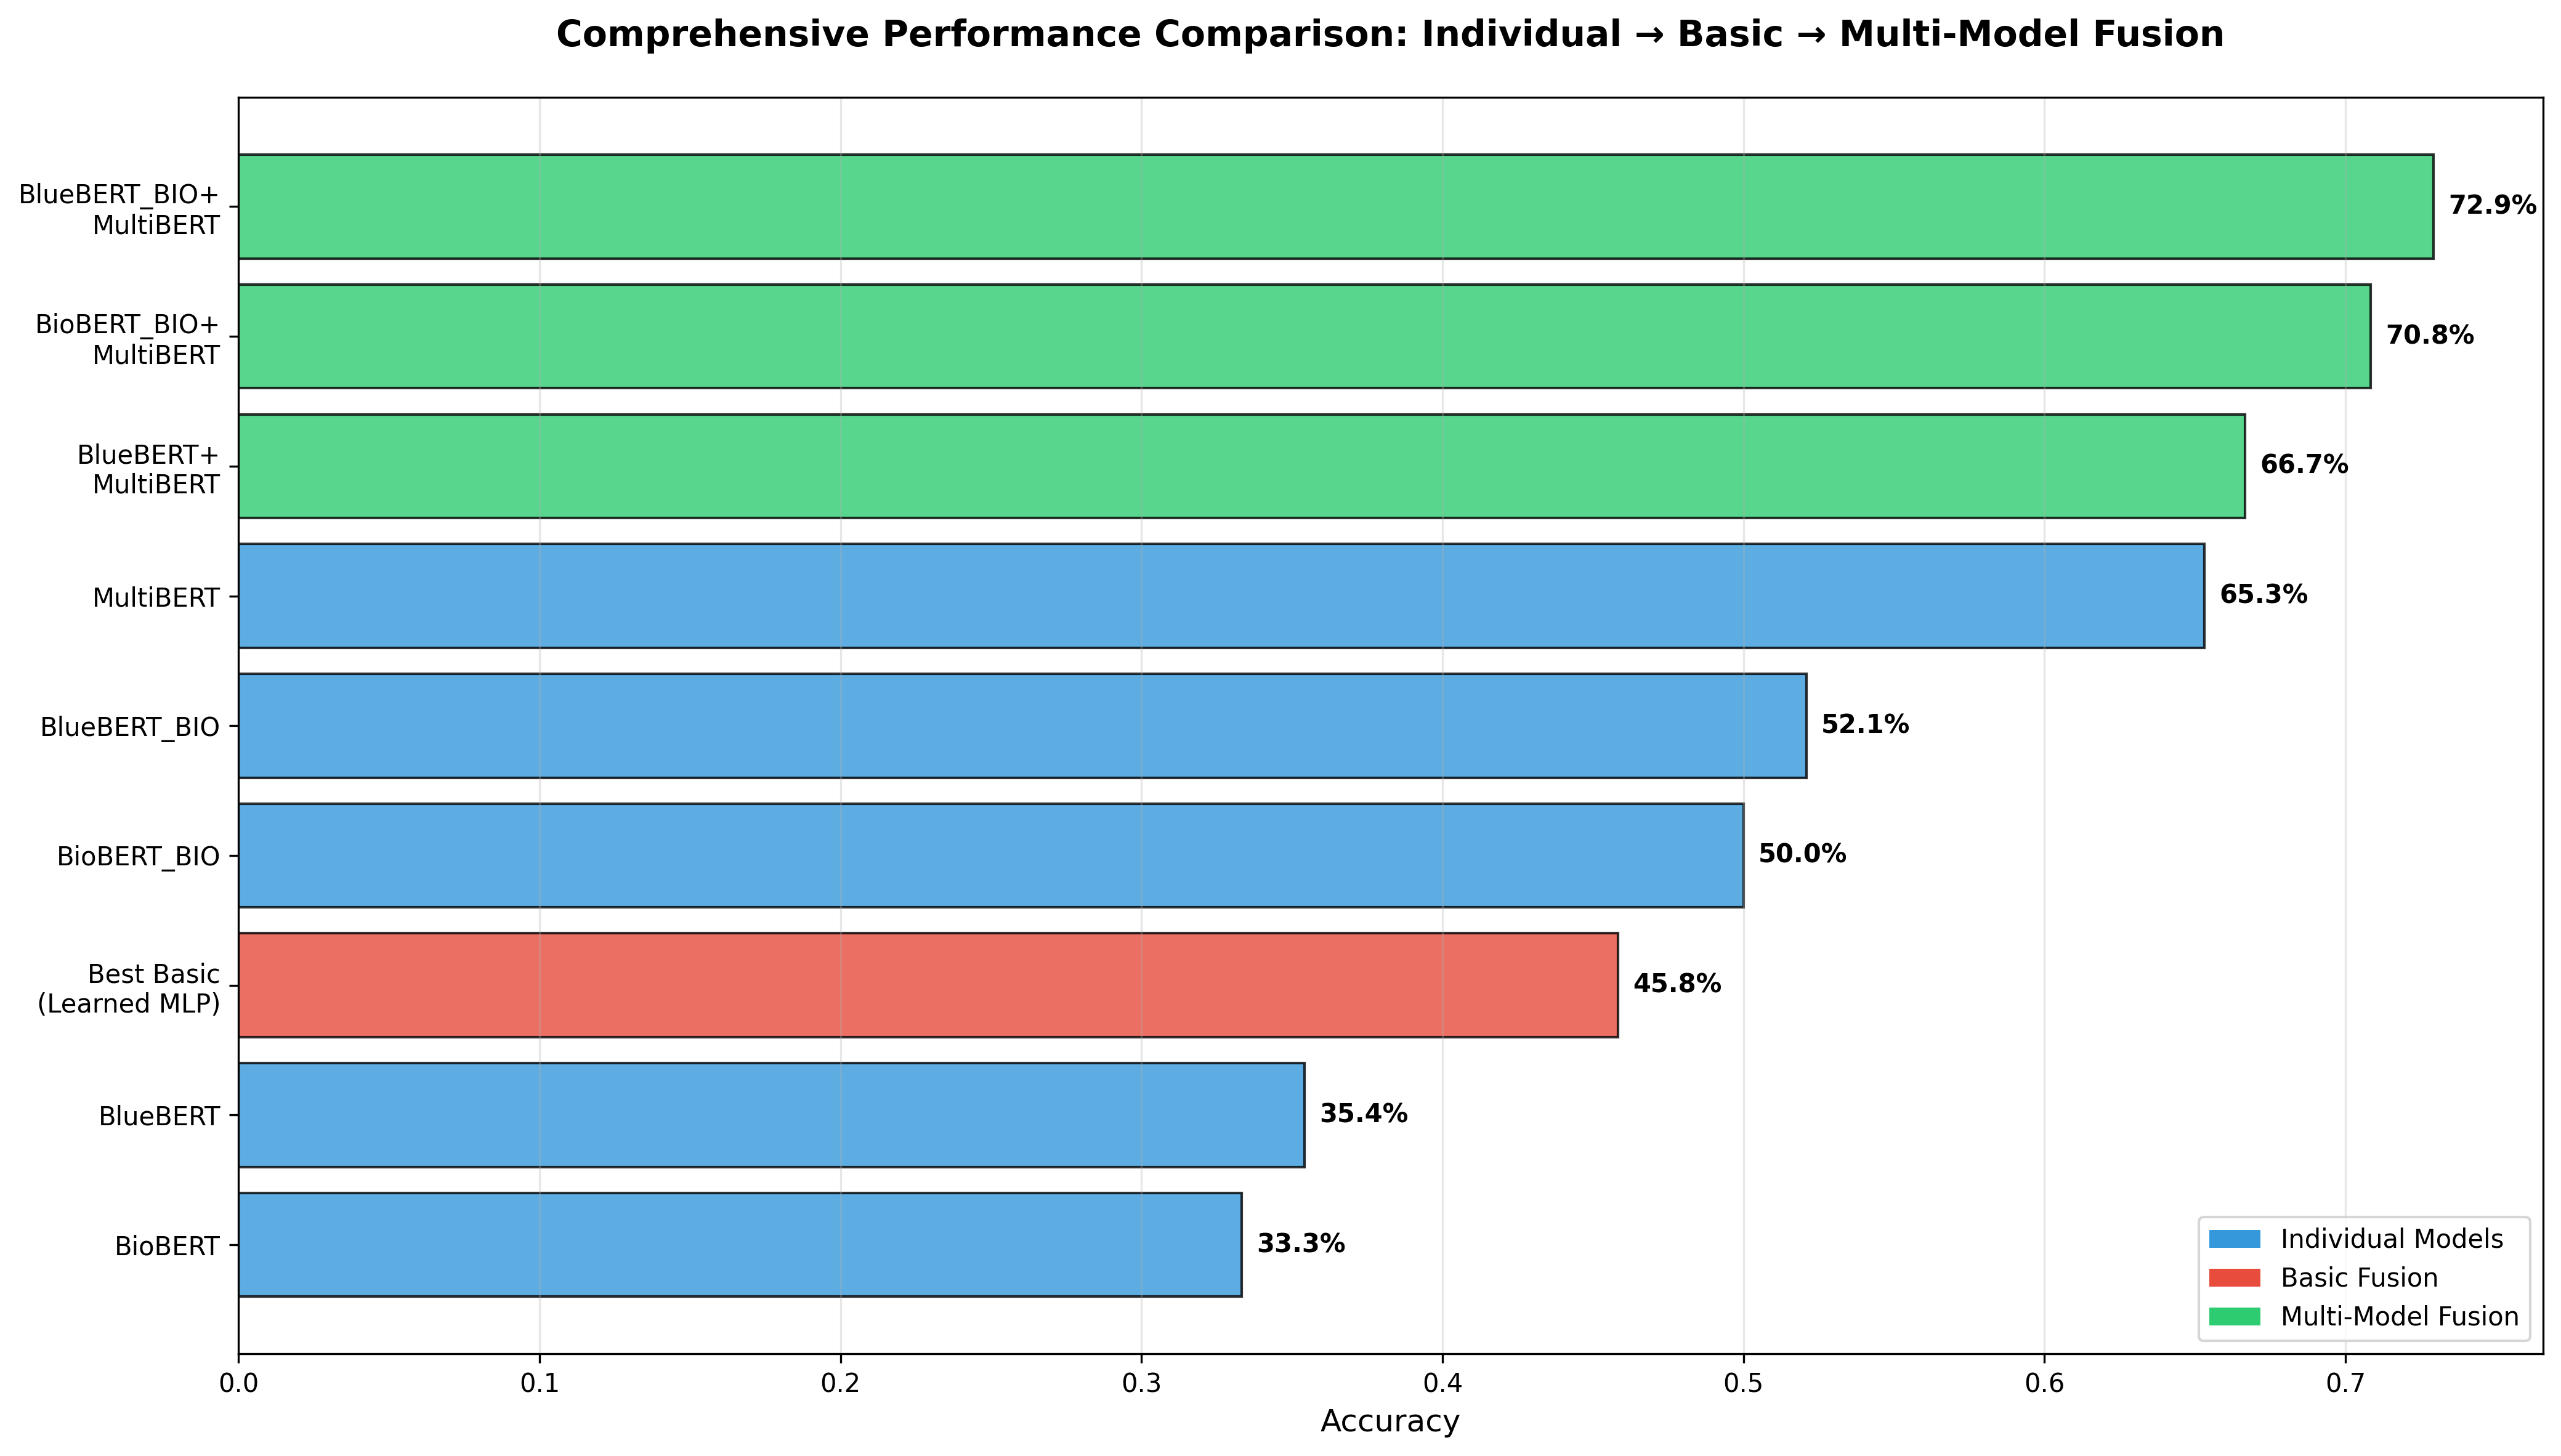 Comprehensive Performance Comparison: Individual → Basic → Multi-Model Fusion
BlueBERT_BIO+
MultiBERT
72.9%
BioBERT_BIO+
MultiBERT
70.8%
BlueBERT+
MultiBERT
66.7%
MultiBERT
65.3%
BlueBERT_BIO
52.1%
BioBERT_BIO
50.0%
Best Basic
(Learned MLP)
45.8%
BlueBERT
35.4%
BioBERT
33.3%
Individual Models
Basic Fusion
Multi-Model Fusion
0.0 0.1 0.2 0.3 0.4 0.5 0.6 0.7
Accuracy